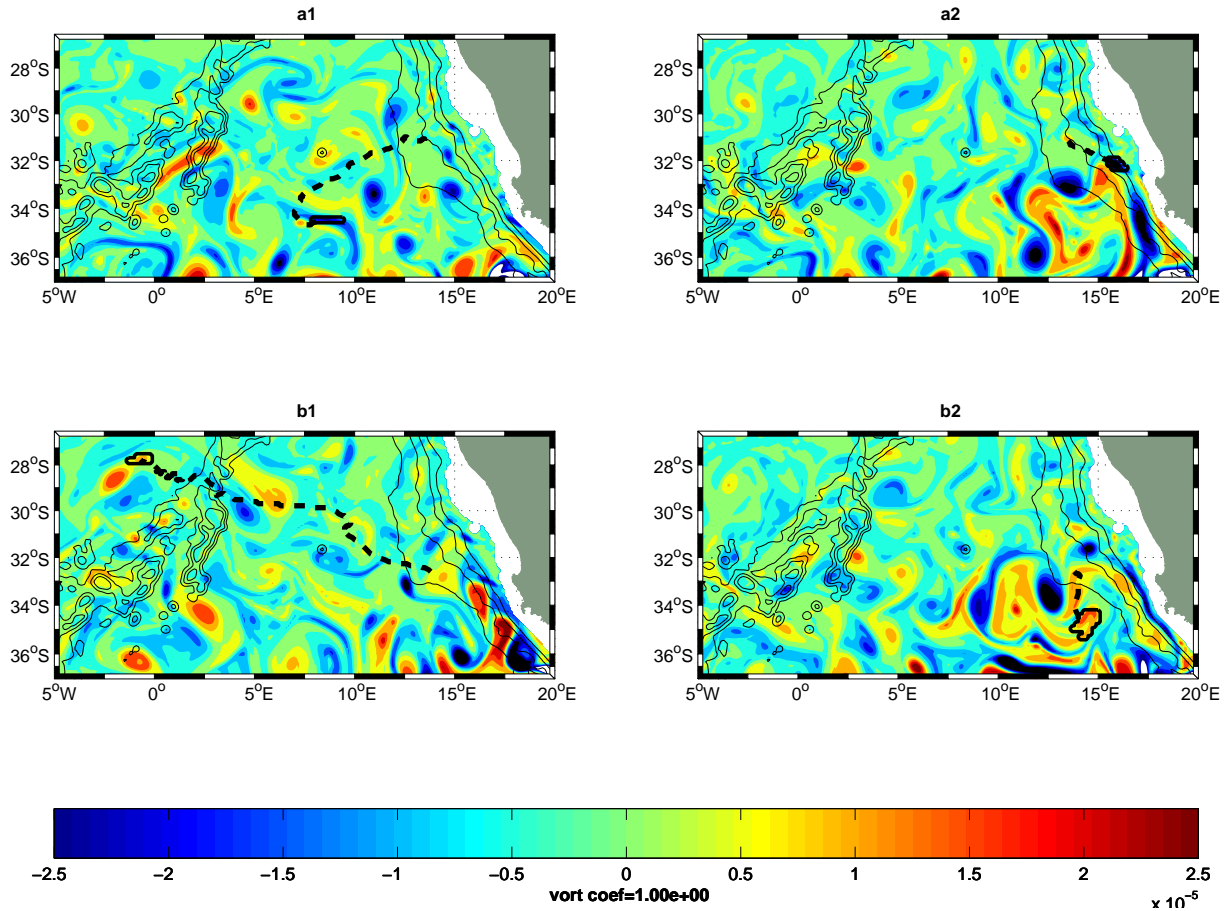 a1 a2
28°S 28°S
30°S 30°S
32°S 32°S
34°S 34°S
36°S 36°S
5°W 0° 5°E 10°E 15°E 20°E 5°W 0° 5°E 10°E 15°E 20°E
b1 b2
28°S 28°S
30°S 30°S
32°S 32°S
34°S 34°S
36°S 36°S
5°W 0° 5°E 10°E 15°E 20°E 5°W 0° 5°E 10°E 15°E 20°E
−2.5 −2 −1.5 −1 −0.5 0 0.5 1 1.5 2 2.5
vort coef=1.00e+00
x 10⁻⁵